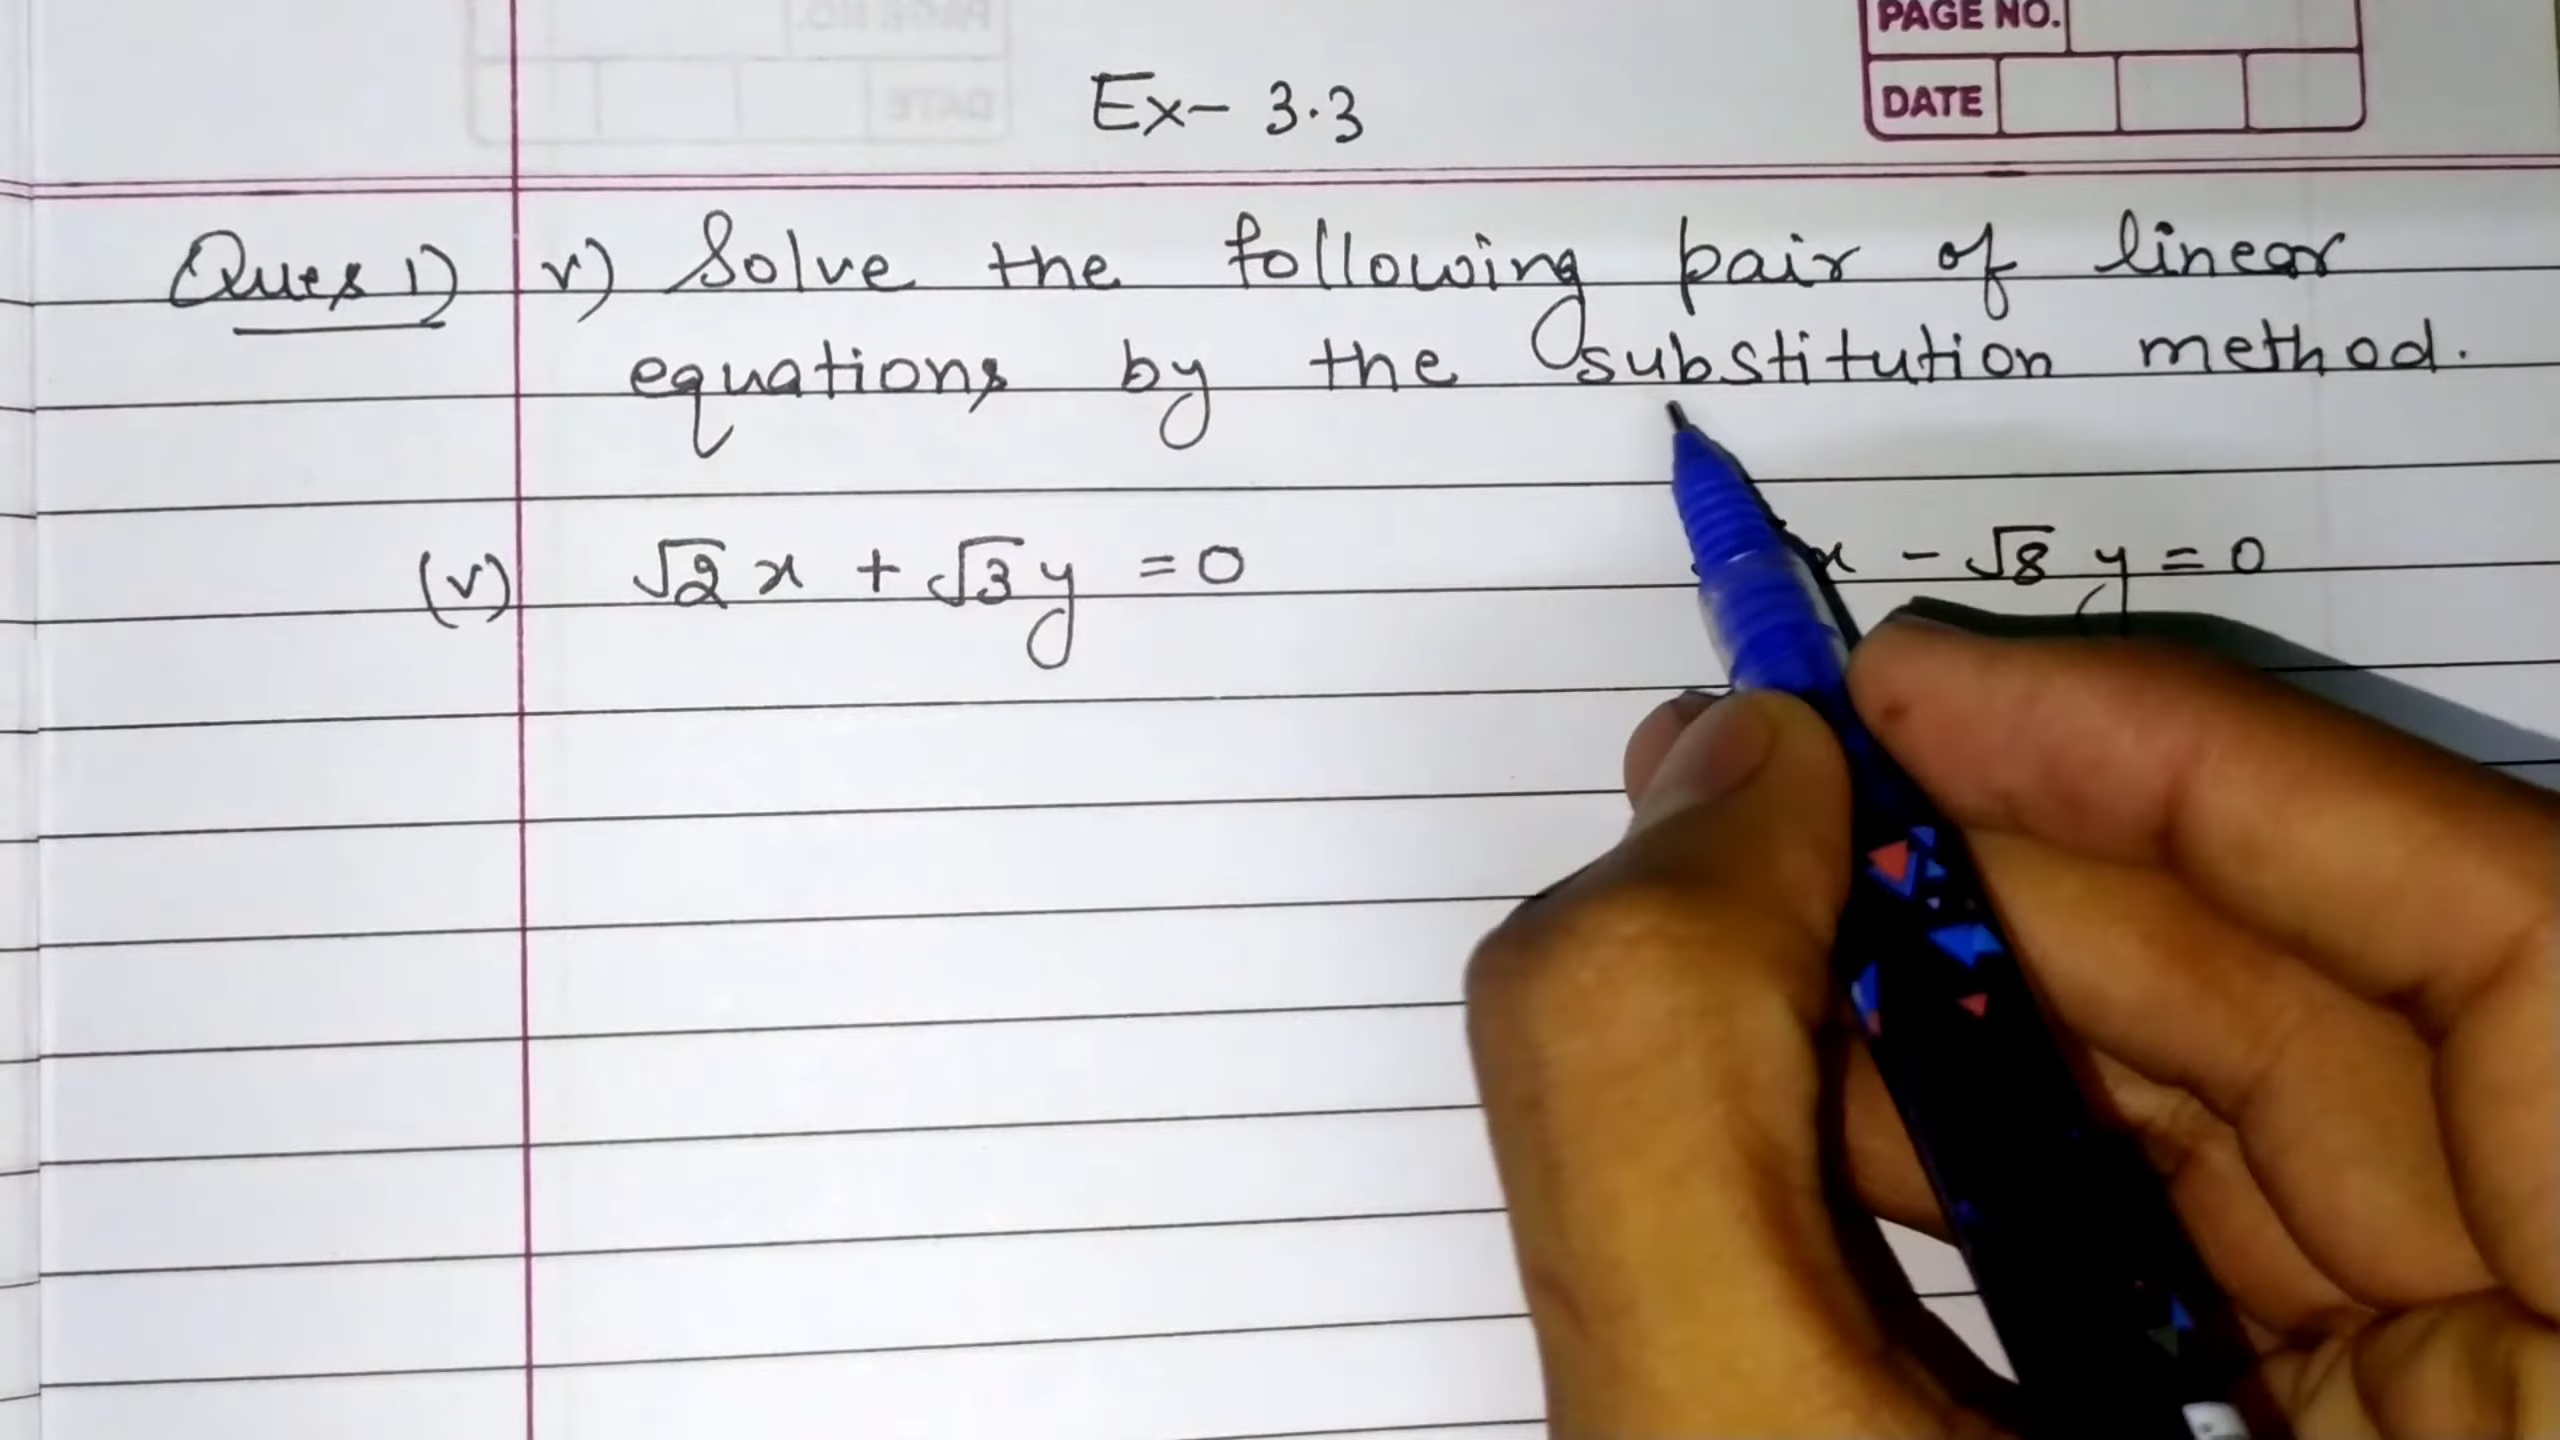 PAGE NO.
DATE
Ex- 3.3
Ques 1) v) Solve the following pair of linear
equations by the substitution method.
(v) √2 x + √3 y = 0 x - √8 y = 0